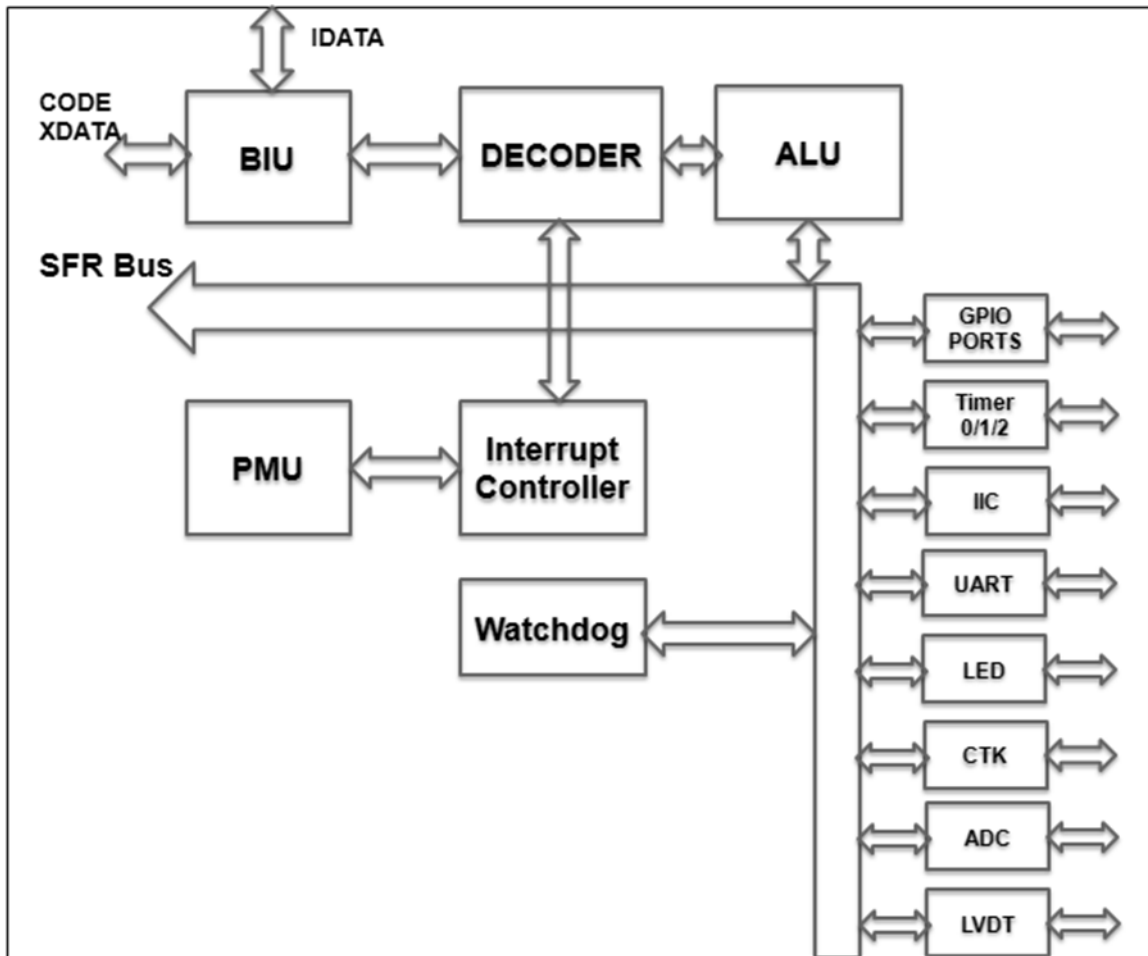 IDATA
CODE
XDATA
BIU
DECODER
ALU
SFR Bus
GPIO
PORTS
Timer
0/1/2
PMU
Interrupt
Controller
IIC
UART
Watchdog
LED
CTK
ADC
LVDT